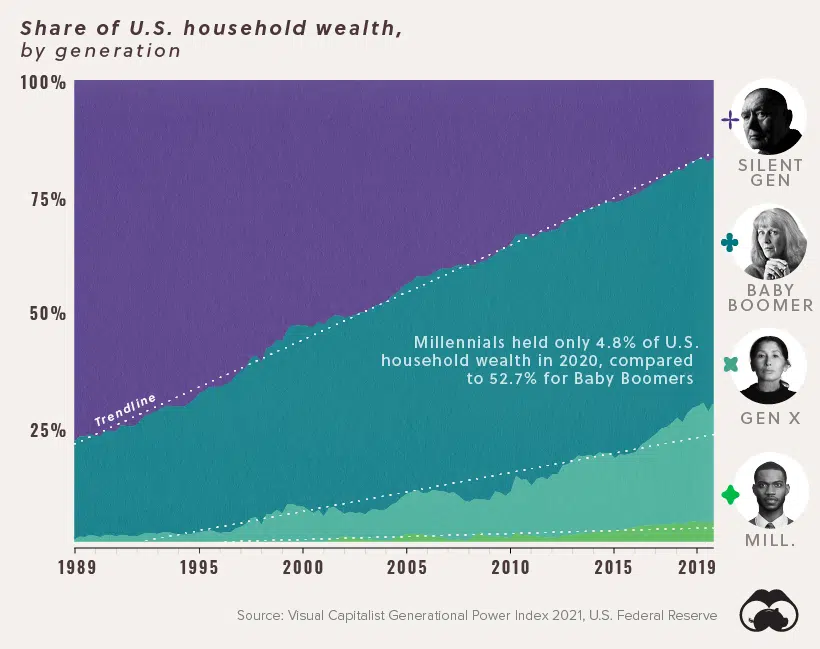 Share of U.S. household wealth,
by generation
100%
75%
50%
25%
Trendline
Millennials held only 4.8% of U.S.
household wealth in 2020, compared
to 52.7% for Baby Boomers
SILENT
GEN
BABY
BOOMER
GEN X
MILL.
1989
1995
2000
2005
2010
2015
2019
Source: Visual Capitalist Generational Power Index 2021, U.S. Federal Reserve